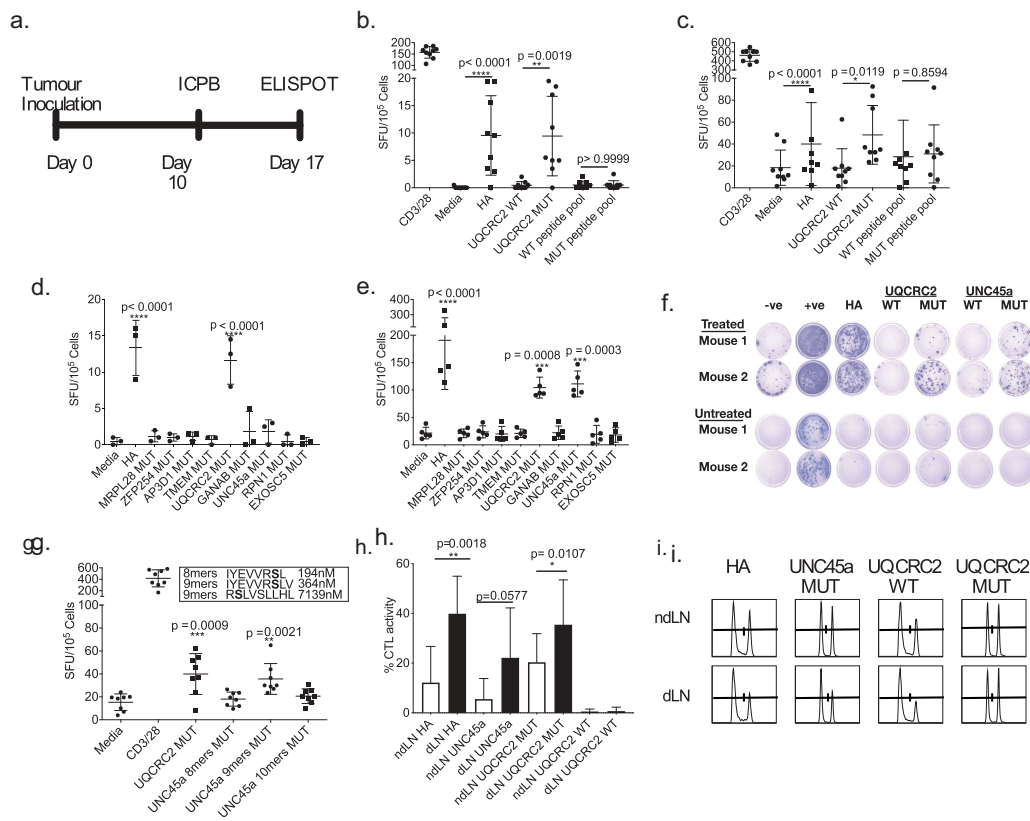 a.
Tumour
Inoculation
ICPB
ELISPOT
Day 0
Day
10
Day 17
b.
SFU/10⁵ Cells
200
150
100
50
20
15
10
5
0
p < 0.0001
****
p =0.0019
**
p> 0.9999
CD3/28
Media
HA
UQCRC2 WT
UQCRC2 MUT
WT peptide pool
MUT peptide pool
c.
SFU/10⁵ Cells
600
500
400
300
200
100
80
60
40
20
0
p <0.0001
****
p =0.0119
*
p =0.8594
CD3/28
Media
HA
UQCRC2 WT
UQCRC2 MUT
WT peptide pool
MUT peptide pool
d.
SFU/10⁵ Cells
20
15
10
5
0
p< 0.0001
****
p <0.0001
****
Media
HA
MRPL28 MUT
ZFP254 MUT
AP3D1 MUT
TMEM MUT
UQCRC2 MUT
GANAB MUT
UNC45a MUT
RPN1 MUT
EXOSC5 MUT
e.
SFU/10⁵ Cells
400
300
200
150
100
50
0
p <0.0001
****
p =0.0008
***
p =0.0003
***
Media
HA
MRPL28 MUT
ZFP254 MUT
AP3D1 MUT
TMEM MUT
UQCRC2 MUT
GANAB MUT
UNC45a MUT
RPN1 MUT
EXOSC5 MUT
f.
UQCRC2 UNC45a
-ve +ve HA WT MUT WT MUT
Treated
Mouse 1
Mouse 2
Untreated
Mouse 1
Mouse 2
g.
g.
SFU/10⁵ Cells
600
400
200
80
60
40
20
0
8mers IYEVVRSL 194nM
9mers IYEVVRSLV 364nM
9mers RSLVSLLHL 7139nM
p =0.0009
***
p =0.0021
**
Media
CD3/28
UQCRC2 MUT
UNC45a 8mers MUT
UNC45a 9mers MUT
UNC45a 10mers MUT
h.
h.
% CTL activity
80
60
40
20
0
p=0.0018
**
p=0.0577
p= 0.0107
*
ndLN HA
dLN HA
ndLN UNC45a
dLN UNC45a
ndLN UQCRC2 MUT
dLN UQCRC2 MUT
ndLN UQCRC2 WT
dLN UQCRC2 WT
i.
i.
HA
UNC45a
MUT
UQCRC2
WT
UQCRC2
MUT
ndLN
dLN